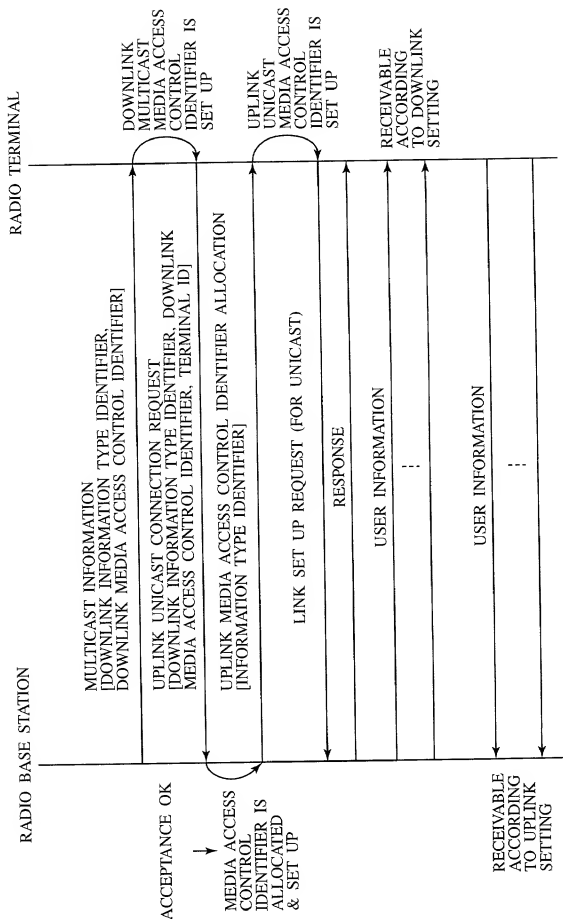 RADIO BASE STATION
RADIO TERMINAL
MULTICAST INFORMATION
[DOWNLINK INFORMATION TYPE IDENTIFIER,
DOWNLINK MEDIA ACCESS CONTROL IDENTIFIER]
DOWNLINK
MULTICAST
MEDIA ACCESS
CONTROL
IDENTIFIER IS
SET UP
UPLINK UNICAST CONNECTION REQUEST
[DOWNLINK INFORMATION TYPE IDENTIFIER, DOWNLINK
MEDIA ACCESS CONTROL IDENTIFIER, TERMINAL ID]
ACCEPTANCE OK
MEDIA ACCESS
CONTROL
IDENTIFIER IS
ALLOCATED
& SET UP
UPLINK MEDIA ACCESS CONTROL IDENTIFIER ALLOCATION
[INFORMATION TYPE IDENTIFIER]
UPLINK
UNICAST
MEDIA ACCESS
CONTROL
IDENTIFIER IS
SET UP
LINK SET UP REQUEST (FOR UNICAST)
RESPONSE
USER INFORMATION
RECEIVABLE
ACCORDING
TO DOWNLINK
SETTING
USER INFORMATION
RECEIVABLE
ACCORDING
TO UPLINK
SETTING